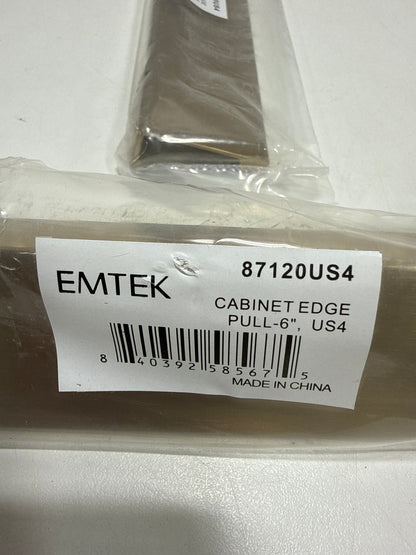 EMTEK
87120US4
CABINET EDGE
PULL-6", US4
8 40392 58567 5
MADE IN CHINA